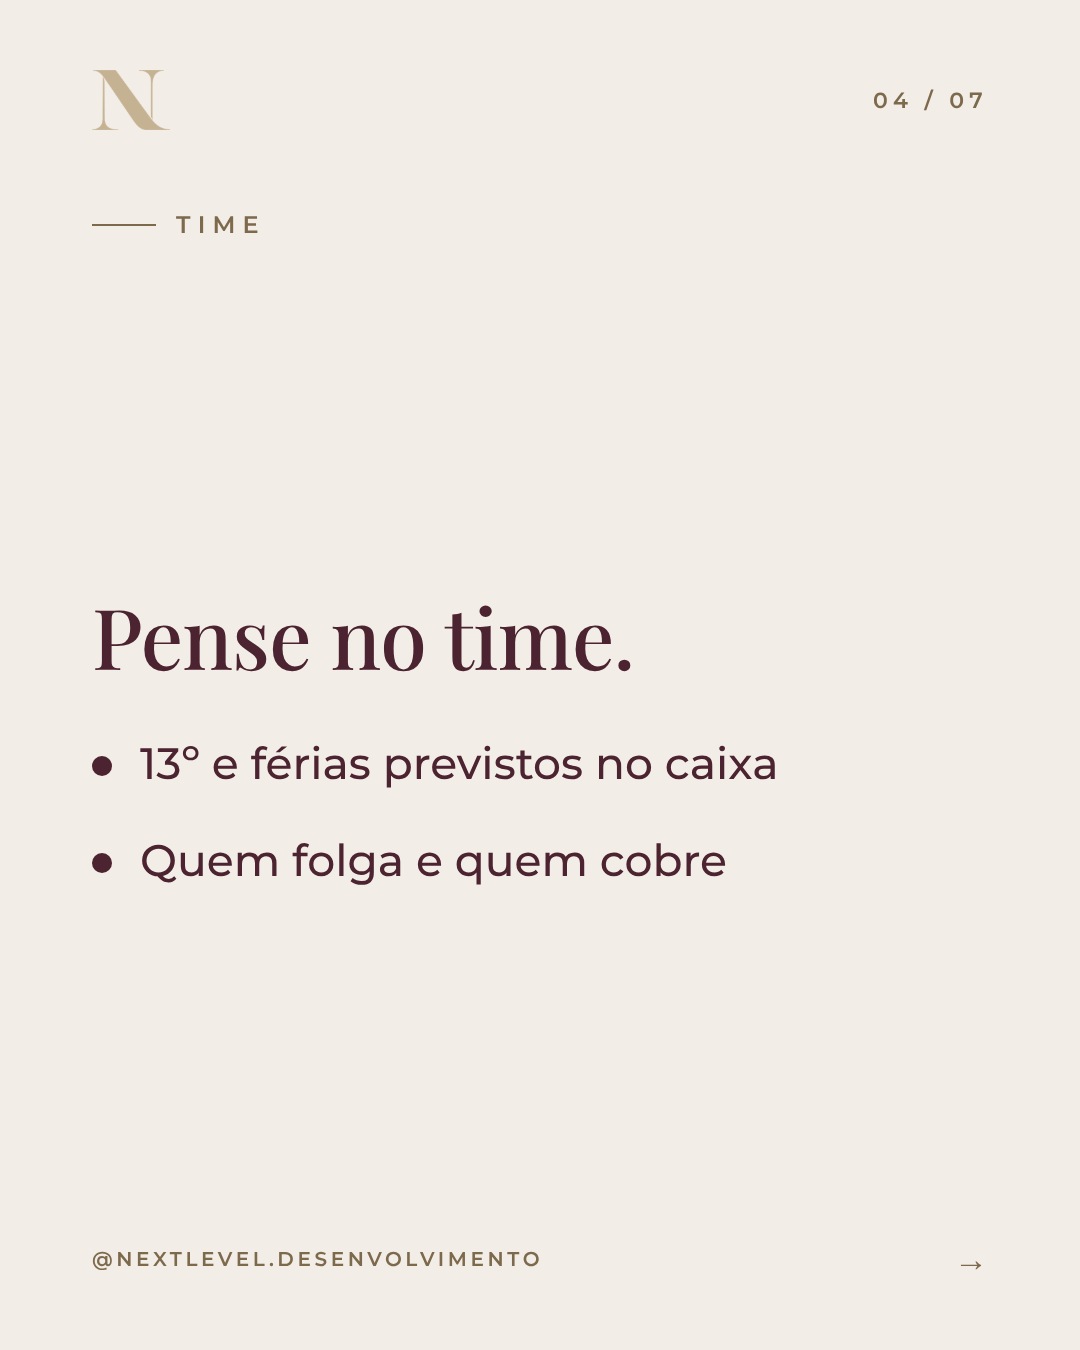 N
04 / 07
TIME
Pense no time.
• 13º e férias previstos no caixa
• Quem folga e quem cobre
@NEXTLEVEL.DESENVOLVIMENTO
→